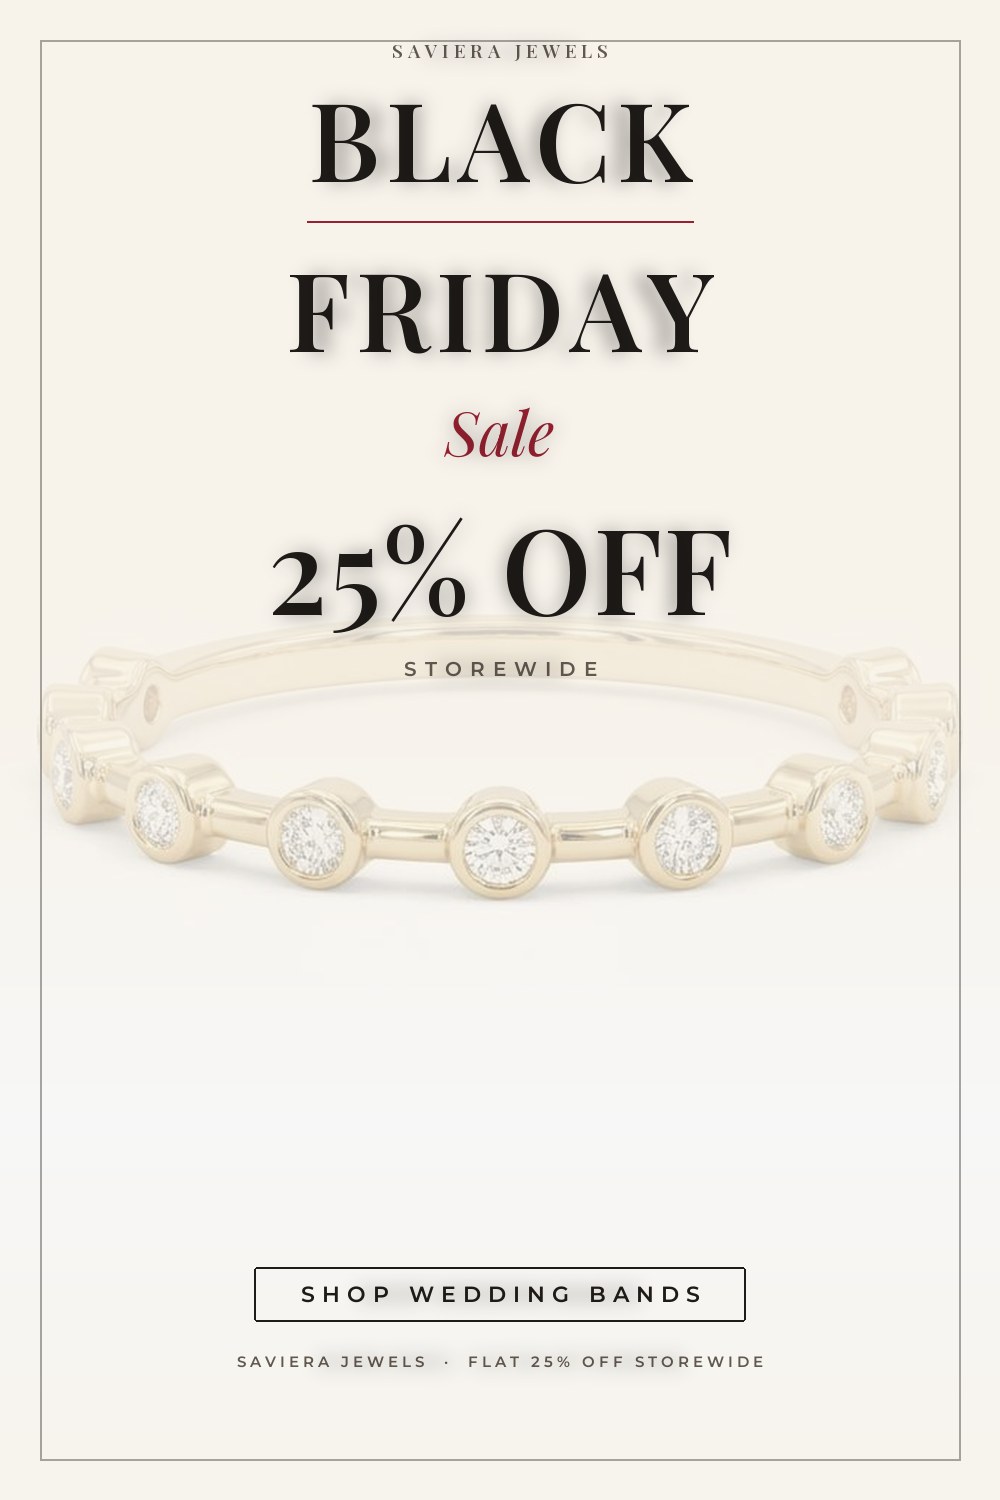 SAVIERA JEWELS
BLACK
FRIDAY
Sale
25% OFF
STOREWIDE
SHOP WEDDING BANDS
SAVIERA JEWELS · FLAT 25% OFF STOREWIDE